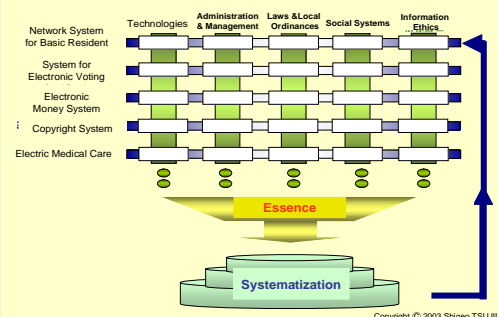 Technologies
Administration
& Management
Laws &Local
Ordinances
Social Systems
Information
Ethics
Network System
for Basic Resident
System for
Electronic Voting
Electronic
Money System
⋮ Copyright System
Electric Medical Care
Essence
Systematization
Copyright © 2003 Shigeo TSUJII